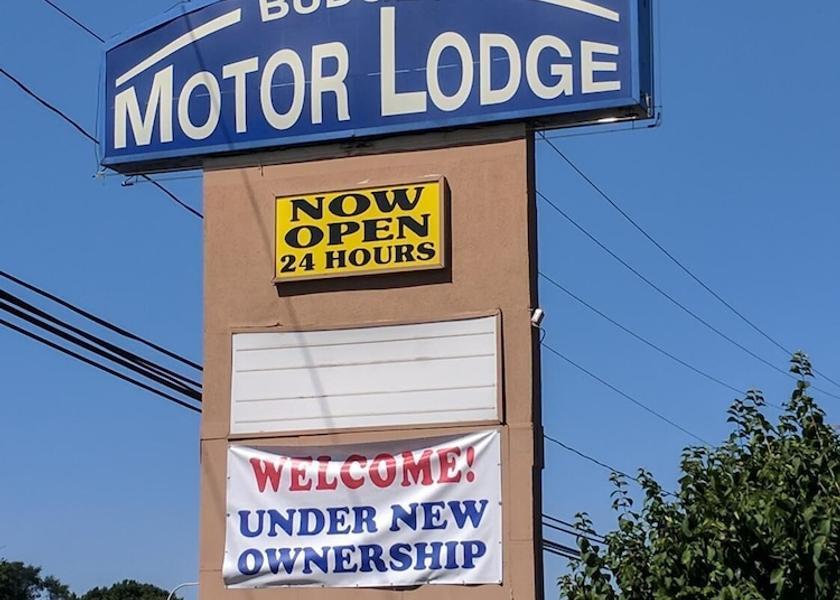 MOTOR LODGE
NOW
OPEN
24 HOURS
WELCOME!
UNDER NEW
OWNERSHIP